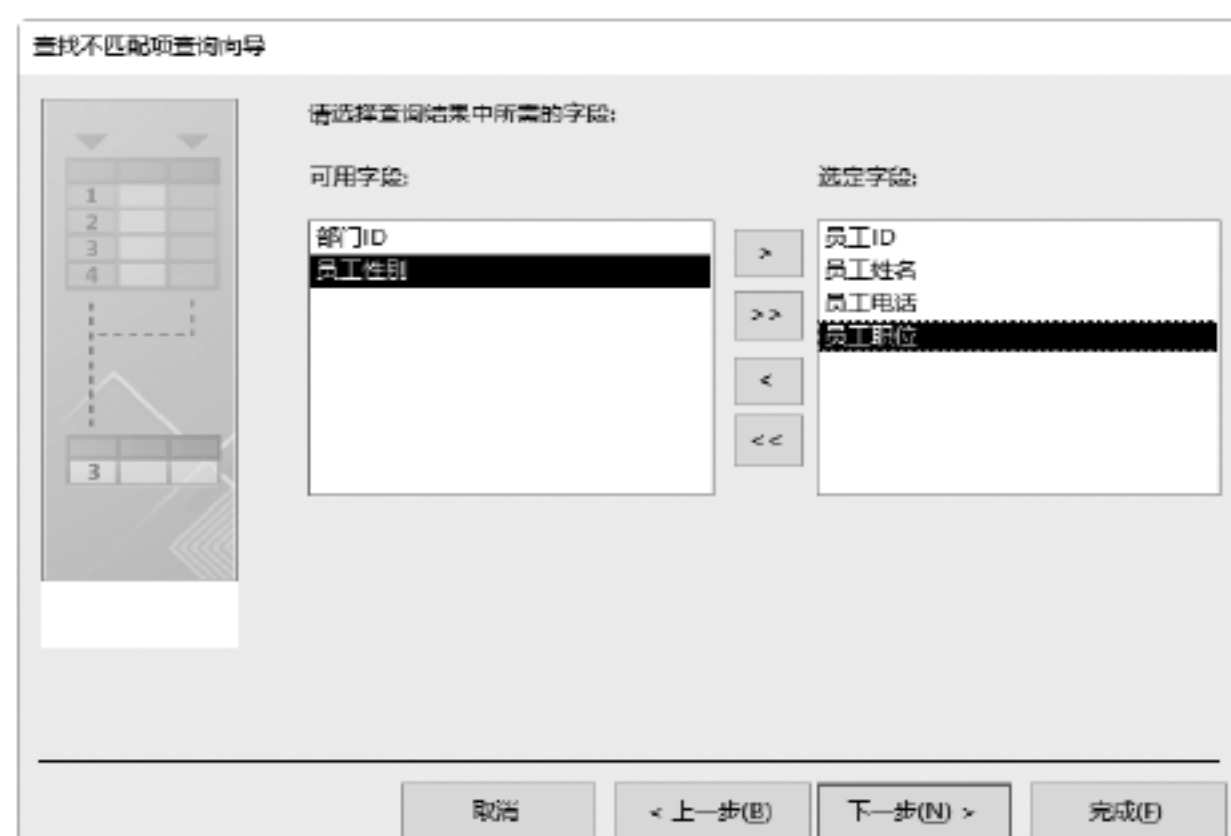 查找不匹配项查询向导
请选择查询结果中所需的字段:
可用字段:
选定字段:
部门ID
员工性别
>
>>
<
<<
员工ID
员工姓名
员工电话
员工职位
1
2
3
4
3
取消
< 上一步(B)
下一步(N) >
完成(F)